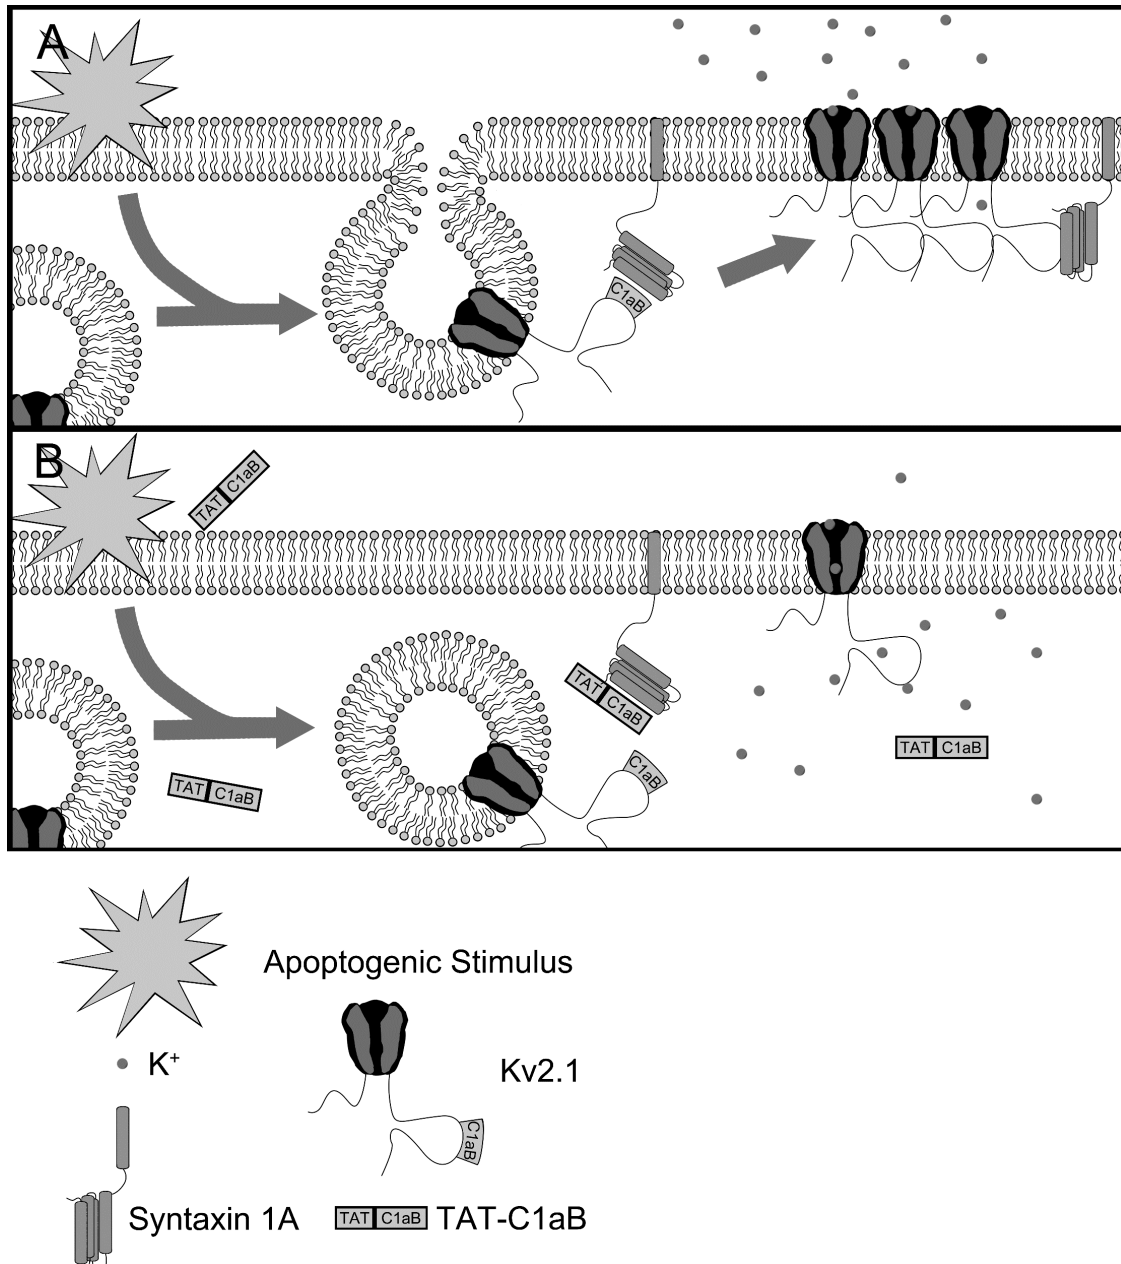 A
C1aB
B
TAT C1aB
TAT C1aB
TAT C1aB
C1aB
TAT C1aB
Apoptogenic Stimulus
K⁺
Kv2.1
C1aB
Syntaxin 1A
TAT C1aB TAT-C1aB